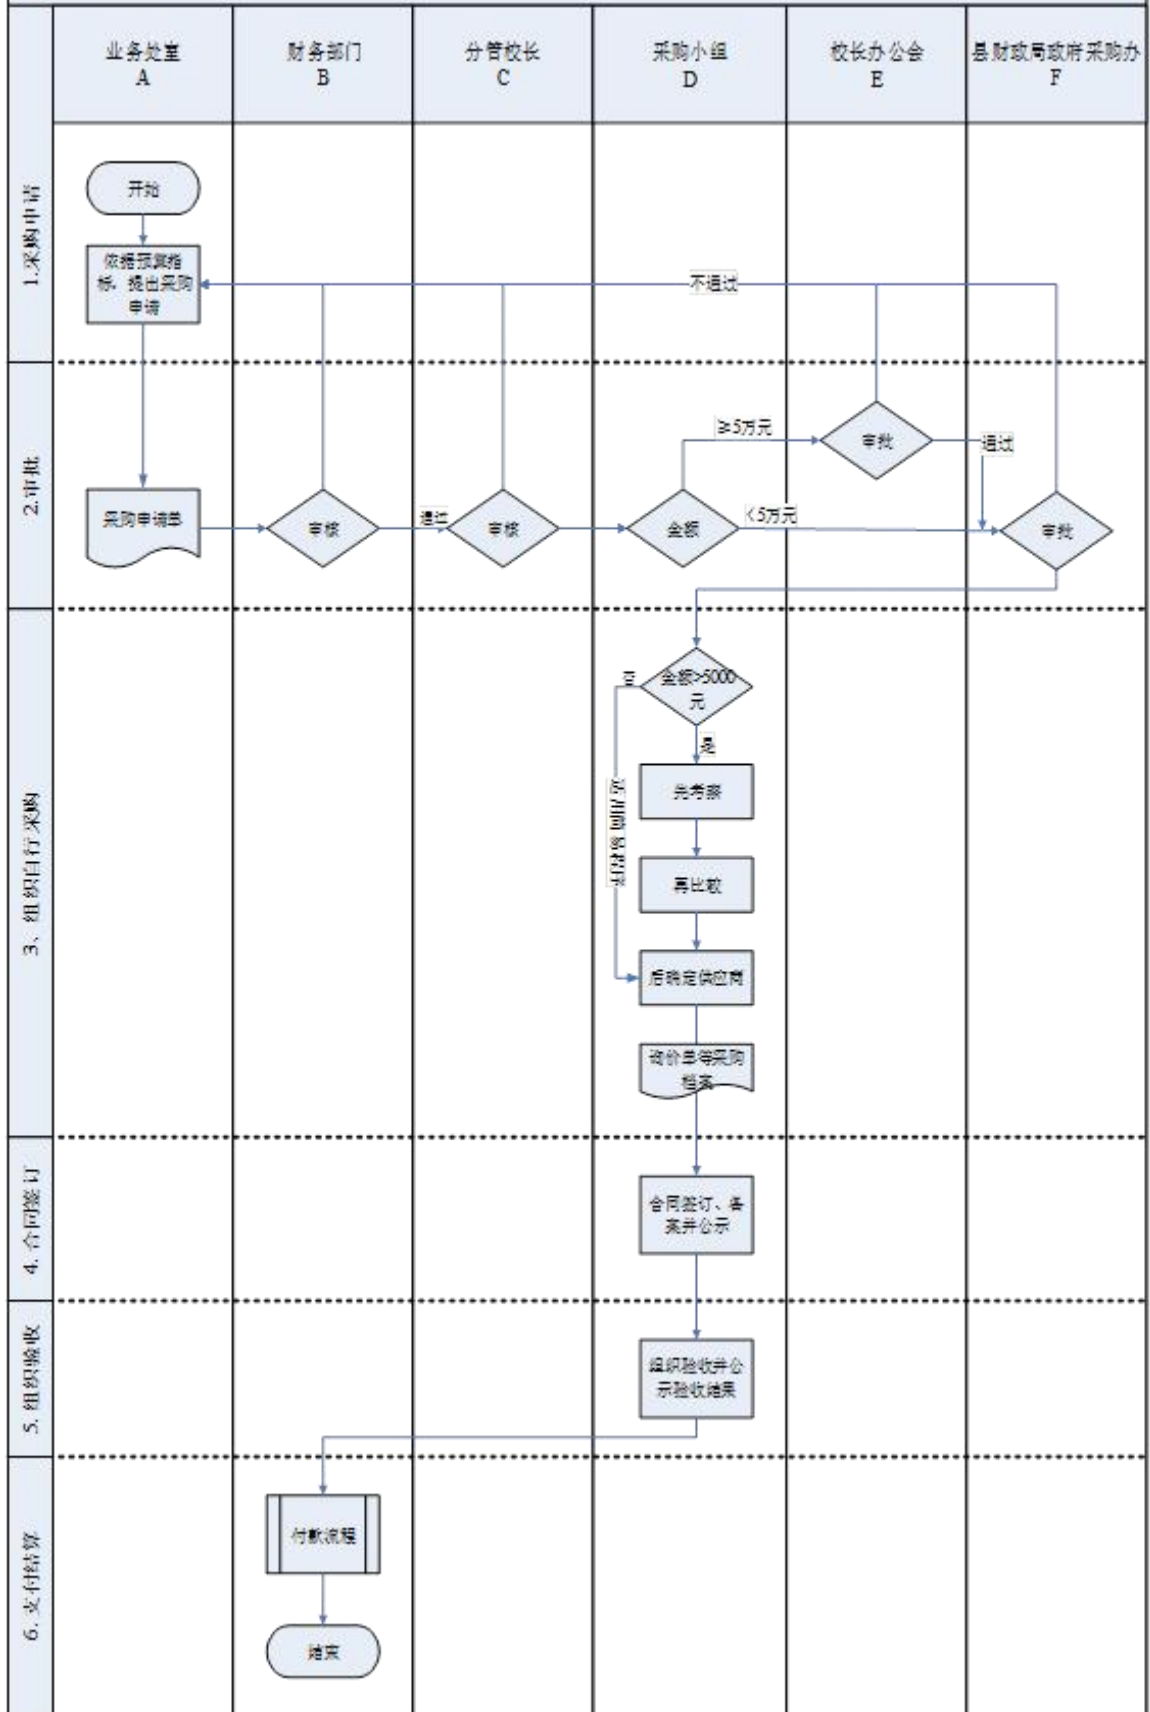 业务处室
A
财务部门
B
分管校长
C
采购小组
D
校长办公会
E
县财政局政府采购办
F
1.采购申请
开始
依据预算指
标，提出采购
申请
不通过
2.审批
采购申请单
审核
通过
审核
金额
≥5万元
<5万元
审批
通过
审批
3、组织自行采购
金额>5000
元
否
是
先考察
再比较
后确定供应商
询价单等采购
档案
4. 合同签订
合同签订、备
案并公示
5. 组织验收
组织验收并公
示验收结果
6. 支付结算
付款流程
结束